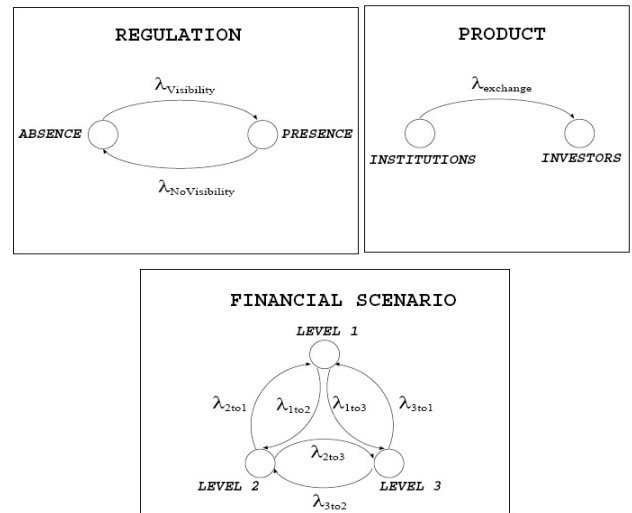 REGULATION
λVisibility
ABSENCE
PRESENCE
λNoVisibility
PRODUCT
λexchange
INSTITUTIONS
INVESTORS
FINANCIAL SCENARIO
LEVEL 1
λ2to1
λ1to2
λ1to3
λ3to1
λ2to3
LEVEL 2
LEVEL 3
λ3to2